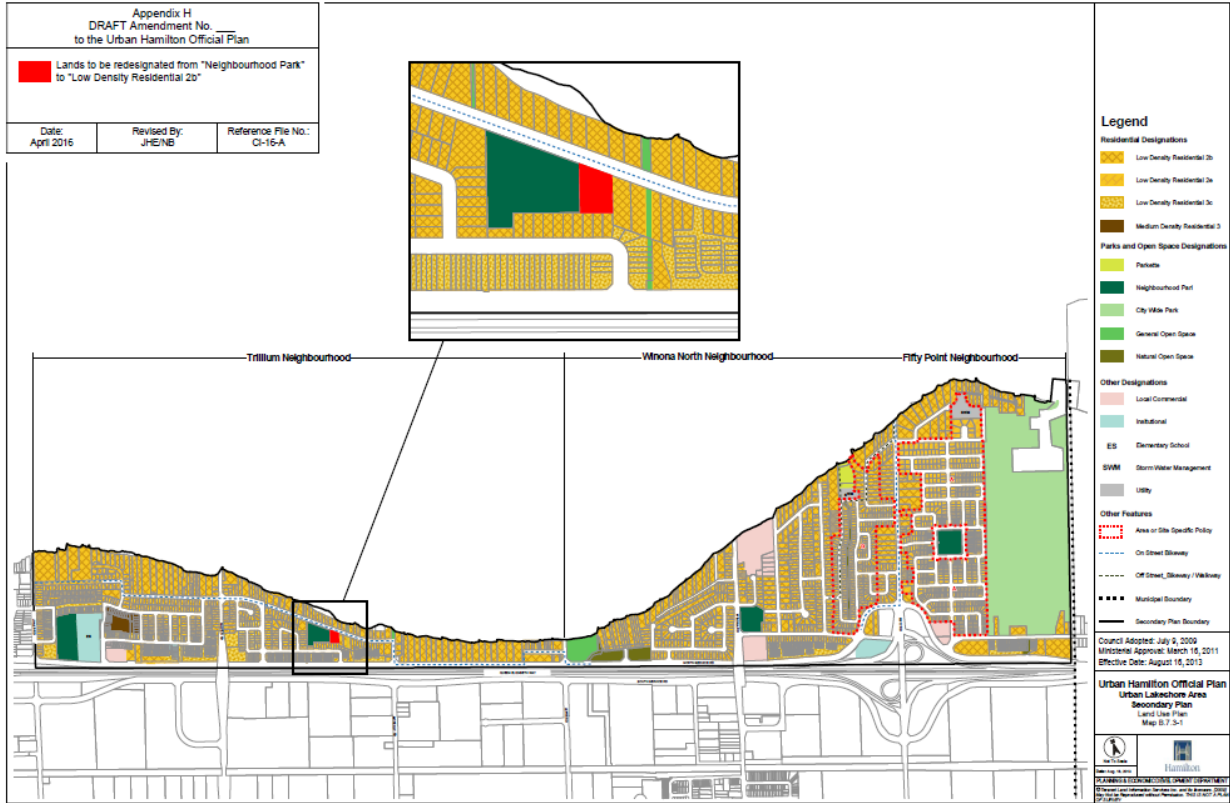 Appendix H
DRAFT Amendment No. ___
to the Urban Hamilton Official Plan
Lands to be redesignated from "Neighbourhood Park"
to "Low Density Residential 2b"
Date:
April 2016
Revised By:
JHE/NB
Reference File No.:
CI-16-A
Trillium Neighbourhood
Winona North Neighbourhood
Fifty Point Neighbourhood
Legend
Residential Designations
Low Density Residential 2b
Low Density Residential 2e
Low Density Residential 3c
Medium Density Residential 3
Parks and Open Space Designations
Parkette
Neighbourhood Parl
City Wide Park
General Open Space
Natural Open Space
Other Designations
Local Commercial
Insitutional
ES Elementary School
SWM Storm Water Management
Utility
Other Features
Area or Site Specific Policy
On Street Bikeway
Off Street_Bikeway / Walkway
Municipal Boundary
Secondary Plan Boundary
Council Adopted: July 9, 2009
Ministerial Approval: March 16, 2011
Effective Date: August 16, 2013
Urban Hamilton Official Plan
Urban Lakeshore Area
Secondary Plan
Land Use Plan
Map B.7.3-1
Not To Scale
Hamilton
PLANNING & ECONOMIC DEVELOPMENT DEPARTMENT